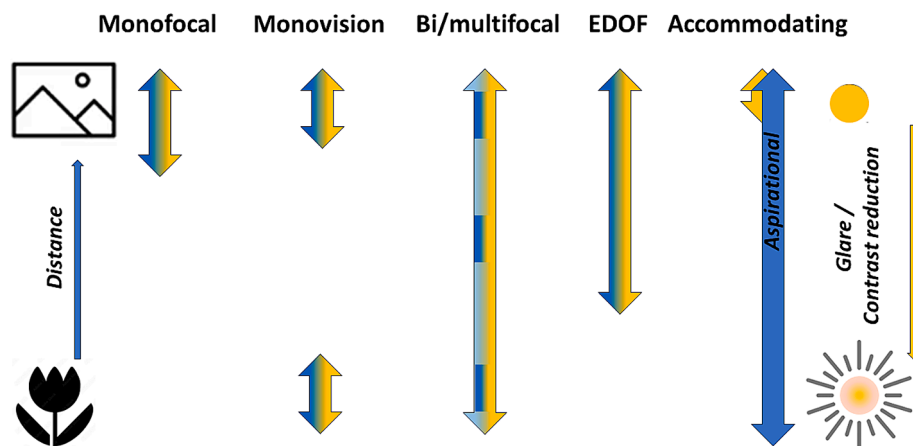 Monofocal Monovision Bi/multifocal EDOF Accommodating
Distance
Aspirational
Glare /
Contrast reduction